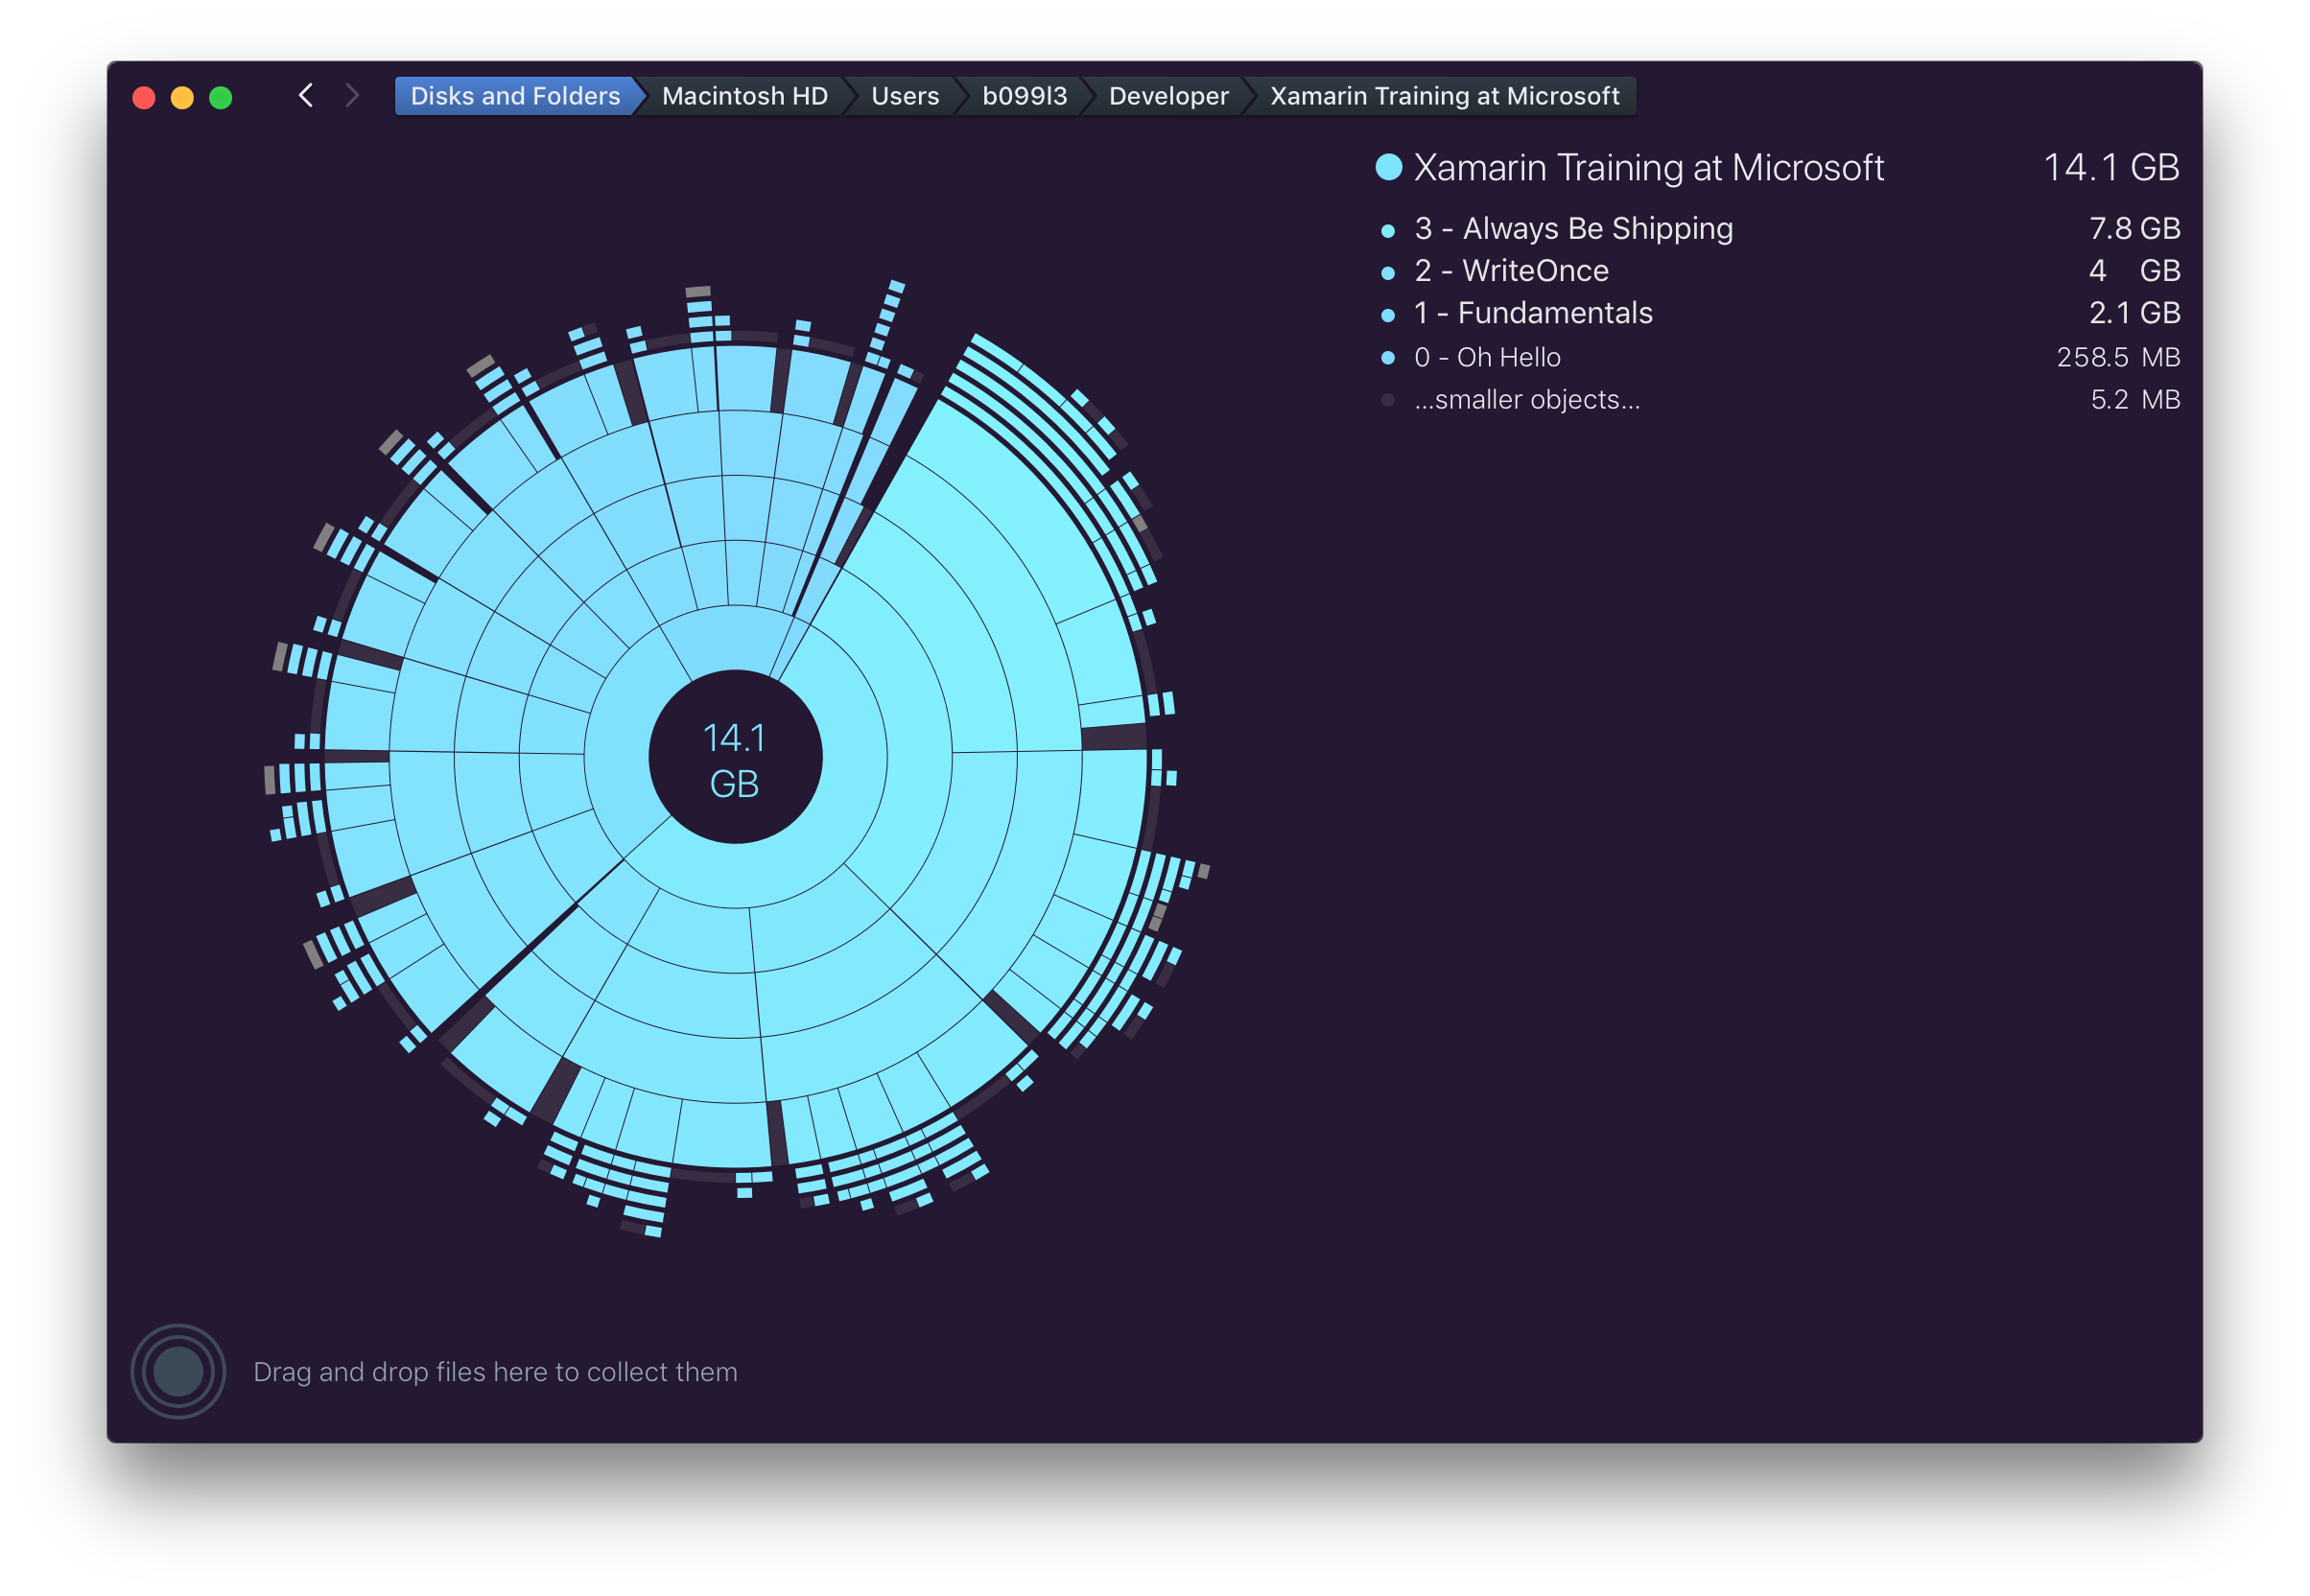 Disks and Folders Macintosh HD Users b099l3 Developer Xamarin Training at Microsoft
Xamarin Training at Microsoft 14.1 GB
3 - Always Be Shipping 7.8 GB
2 - WriteOnce 4 GB
1 - Fundamentals 2.1 GB
0 - Oh Hello 258.5 MB
...smaller objects... 5.2 MB
14.1
GB
Drag and drop files here to collect them